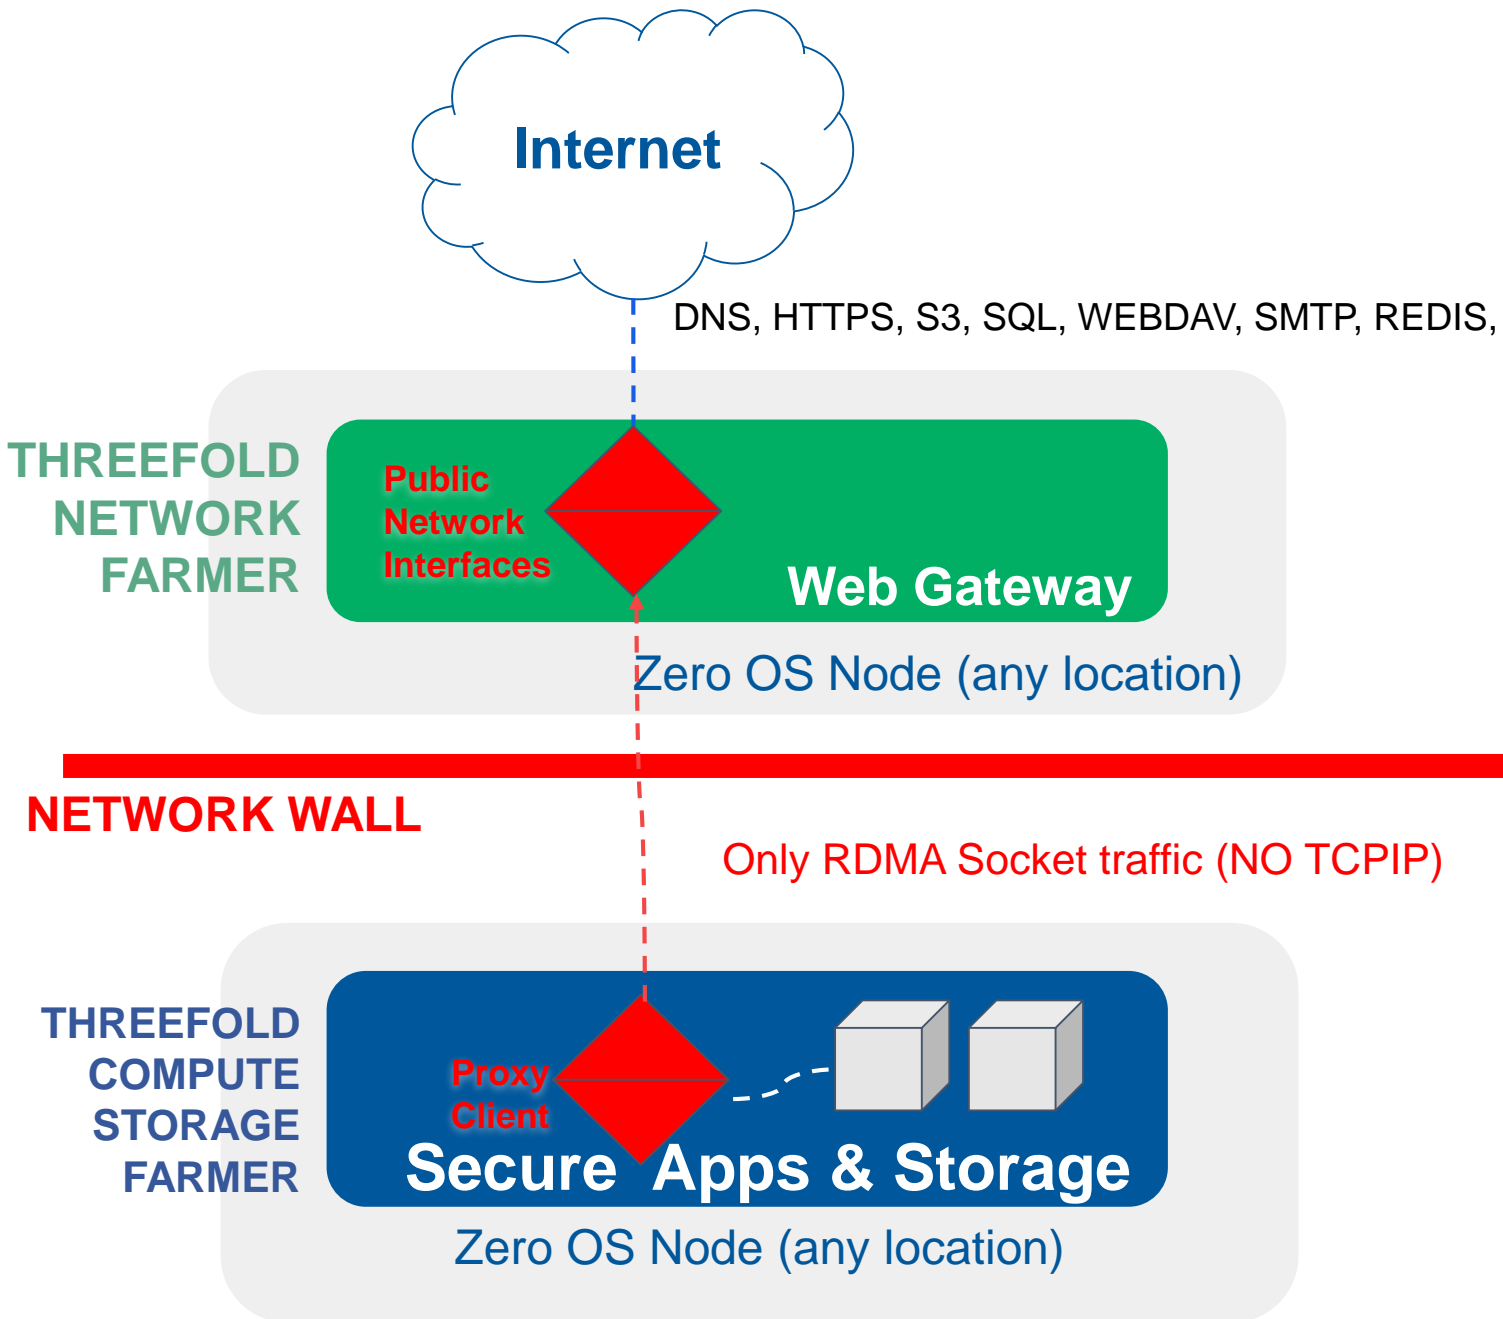 Internet
DNS, HTTPS, S3, SQL, WEBDAV, SMTP, REDIS,
THREEFOLD
NETWORK
FARMER
Public
Network
Interfaces
Web Gateway
Zero OS Node (any location)
NETWORK WALL
Only RDMA Socket traffic (NO TCPIP)
THREEFOLD
COMPUTE
STORAGE
FARMER
Proxy
Client
Secure Apps & Storage
Zero OS Node (any location)